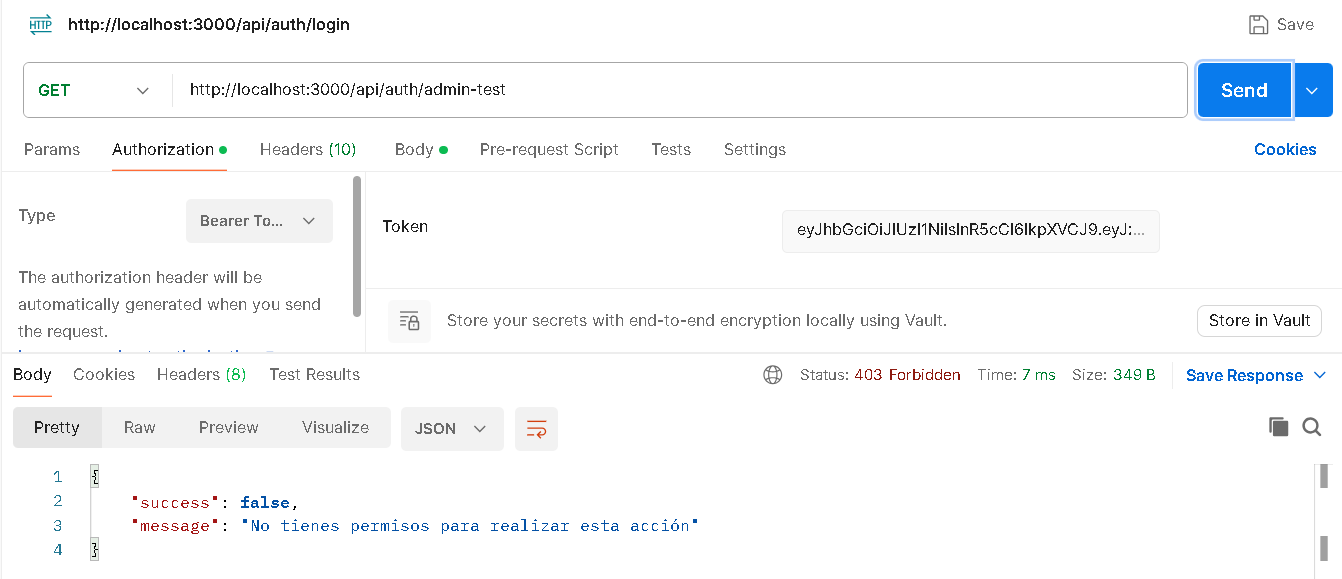 HTTP http://localhost:3000/api/auth/login Save
GET http://localhost:3000/api/auth/admin-test Send
Params Authorization Headers (10) Body Pre-request Script Tests Settings Cookies
Type Bearer To... Token eyJhbGciOiJIUzI1NiIsInR5cCI6IkpXVCJ9.eyJ:...
The authorization header will be
automatically generated when you send
the request.
Store your secrets with end-to-end encryption locally using Vault. Store in Vault
Body Cookies Headers (8) Test Results Status: 403 Forbidden Time: 7 ms Size: 349 B Save Response
Pretty Raw Preview Visualize JSON
1 {
2 "success": false,
3 "message": "No tienes permisos para realizar esta acción"
4 }